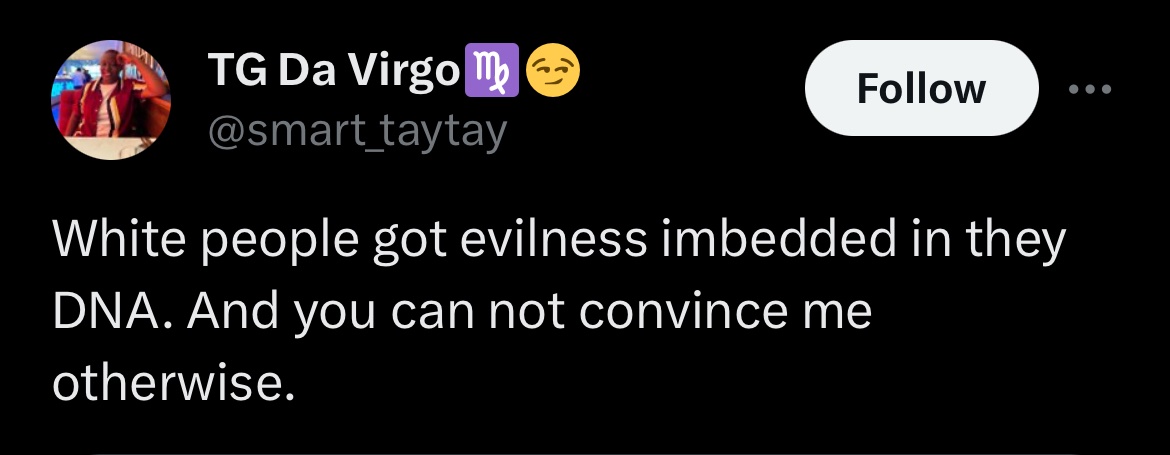 TG Da Virgo♍😏
Follow
@smart_taytay
White people got evilness imbedded in they
DNA. And you can not convince me
otherwise.